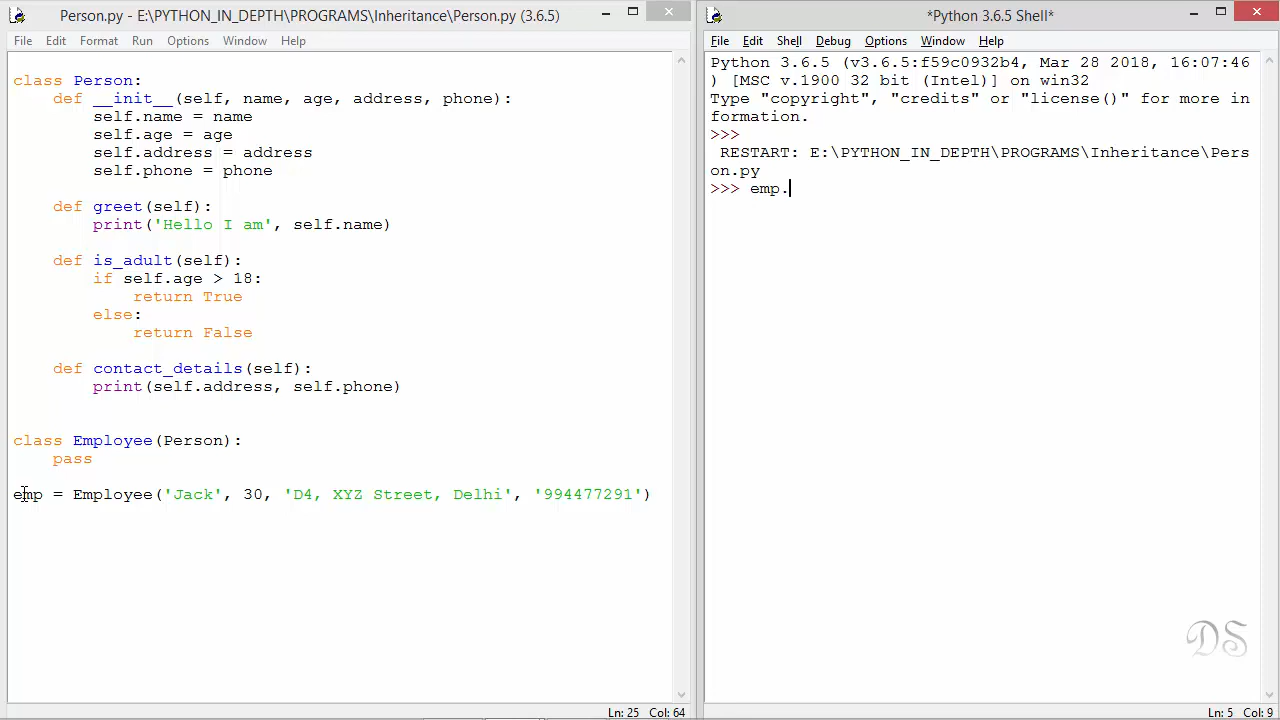 Person.py - E:\PYTHON_IN_DEPTH\PROGRAMS\Inheritance\Person.py (3.6.5)
File Edit Format Run Options Window Help
class Person:
    def __init__(self, name, age, address, phone):
        self.name = name
        self.age = age
        self.address = address
        self.phone = phone
    def greet(self):
        print('Hello I am', self.name)
    def is_adult(self):
        if self.age > 18:
            return True
        else:
            return False
    def contact_details(self):
        print(self.address, self.phone)
class Employee(Person):
    pass
emp = Employee('Jack', 30, 'D4, XYZ Street, Delhi', '994477291')
Ln: 25 Col: 64
*Python 3.6.5 Shell*
File Edit Shell Debug Options Window Help
Python 3.6.5 (v3.6.5:f59c0932b4, Mar 28 2018, 16:07:46
) [MSC v.1900 32 bit (Intel)] on win32
Type "copyright", "credits" or "license()" for more in
formation.
>>>
 RESTART: E:\PYTHON_IN_DEPTH\PROGRAMS\Inheritance\Pers
on.py
>>> emp.
DS
Ln: 5 Col: 9